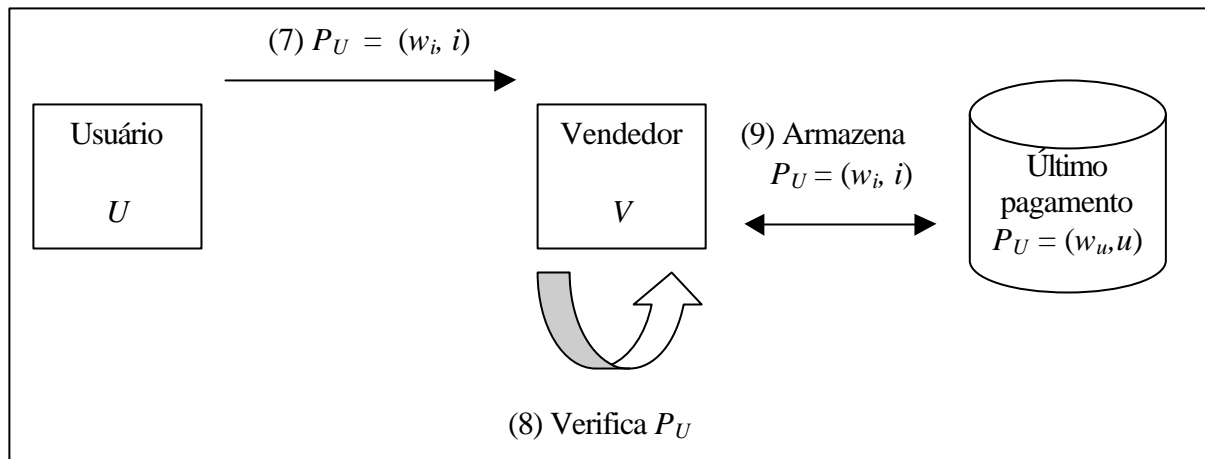 (7) P_U = (w_i, i)
Usuário
U
Vendedor
V
(9) Armazena
P_U = (w_i, i)
Último
pagamento
P_U = (w_u,u)
(8) Verifica P_U